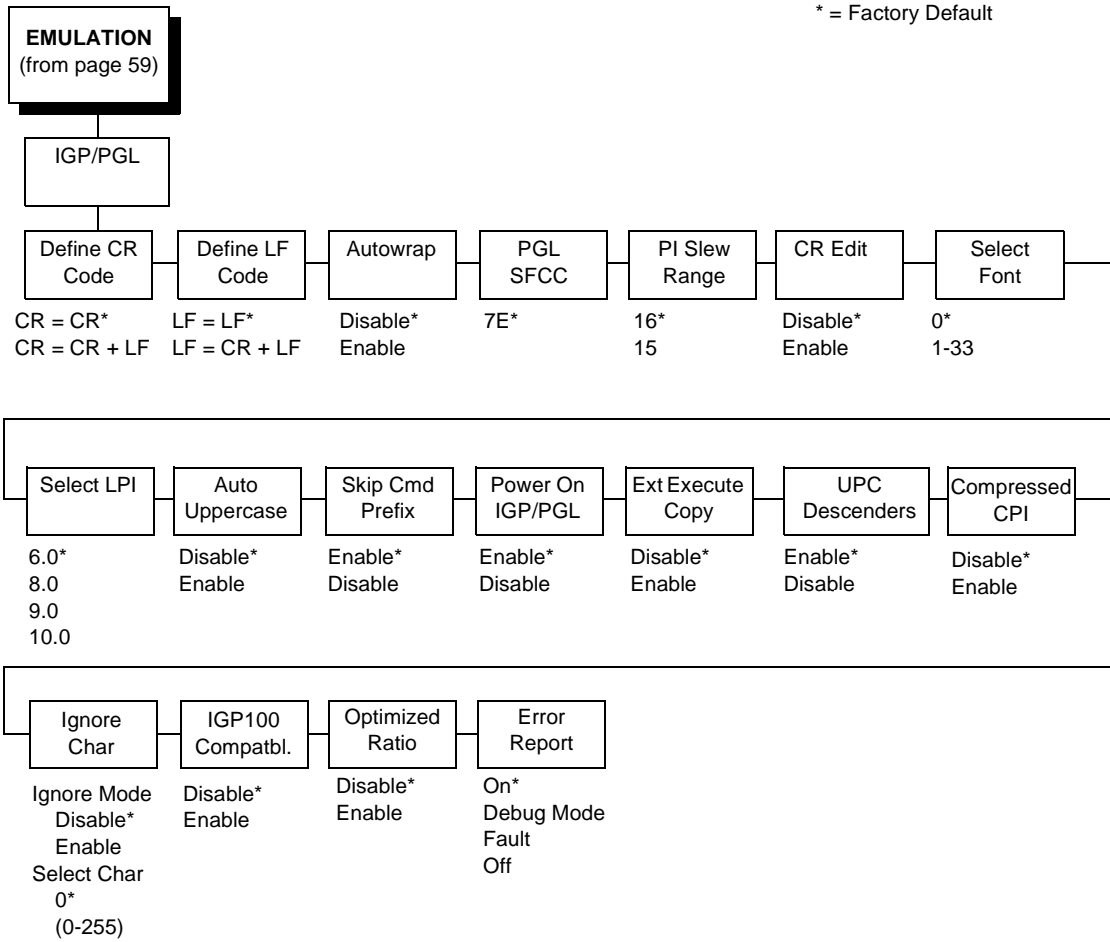 * = Factory Default
EMULATION
(from page 59)
IGP/PGL
Define CR
Code
CR = CR*
CR = CR + LF
Define LF
Code
LF = LF*
LF = CR + LF
Autowrap
Disable*
Enable
PGL
SFCC
7E*
PI Slew
Range
16*
15
CR Edit
Disable*
Enable
Select
Font
0*
1-33
Select LPI
6.0*
8.0
9.0
10.0
Auto
Uppercase
Disable*
Enable
Skip Cmd
Prefix
Enable*
Disable
Power On
IGP/PGL
Enable*
Disable
Ext Execute
Copy
Disable*
Enable
UPC
Descenders
Enable*
Disable
Compressed
CPI
Disable*
Enable
Ignore
Char
Ignore Mode
Disable*
Enable
Select Char
0*
(0-255)
IGP100
Compatbl.
Disable*
Enable
Optimized
Ratio
Disable*
Enable
Error
Report
On*
Debug Mode
Fault
Off